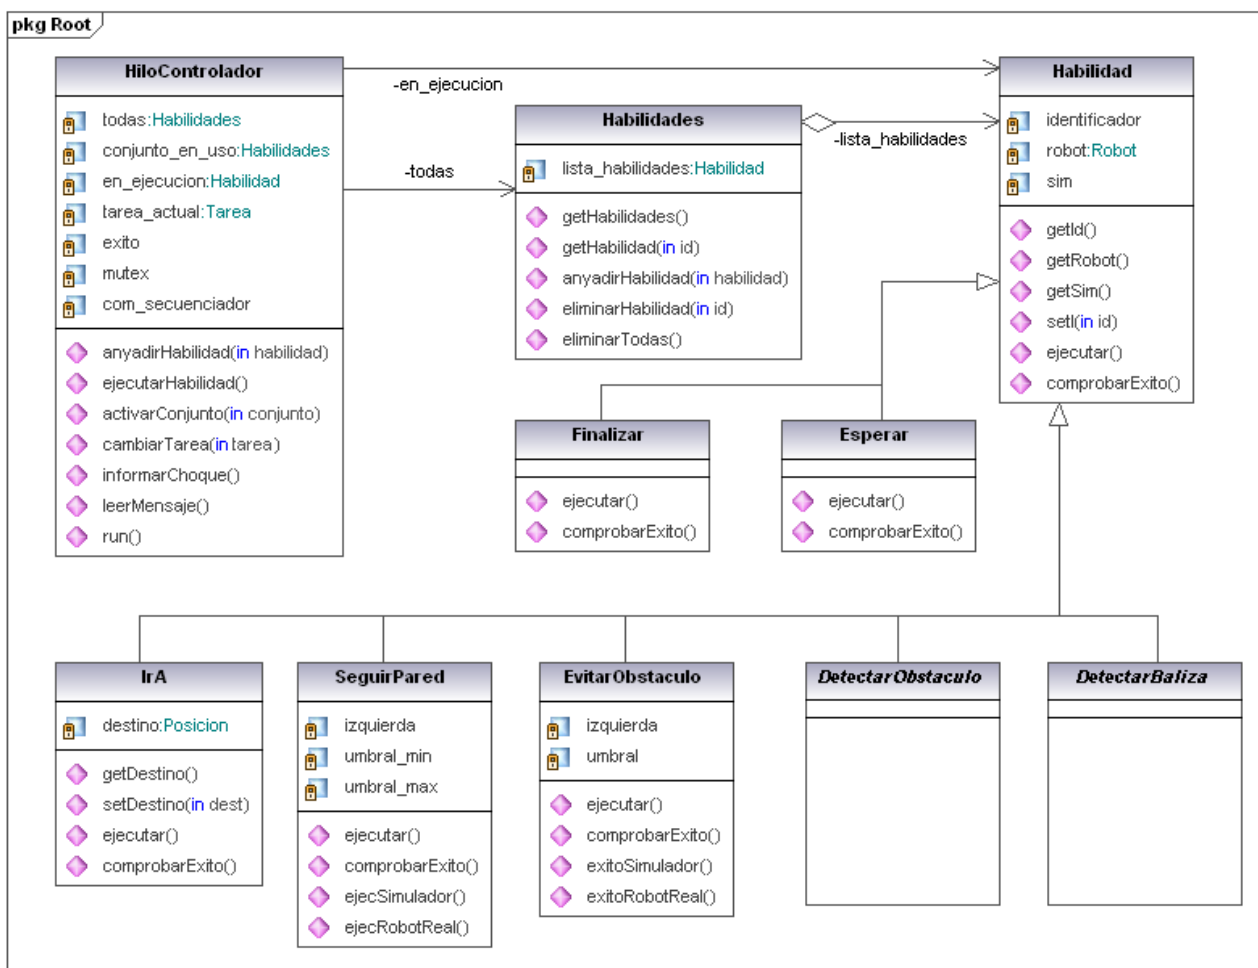 pkg Root
HiloControlador
todas:Habilidades
conjunto_en_uso:Habilidades
en_ejecucion:Habilidad
tarea_actual:Tarea
exito
mutex
com_secuenciador
anyadirHabilidad(in habilidad)
ejecutarHabilidad()
activarConjunto(in conjunto)
cambiarTarea(in tarea)
informarChoque()
leerMensaje()
run()
-en_ejecucion
-todas
Habilidades
lista_habilidades:Habilidad
getHabilidades()
getHabilidad(in id)
anyadirHabilidad(in habilidad)
eliminarHabilidad(in id)
eliminarTodas()
-lista_habilidades
Habilidad
identificador
robot:Robot
sim
getId()
getRobot()
getSim()
setI(in id)
ejecutar()
comprobarExito()
Finalizar
ejecutar()
comprobarExito()
Esperar
ejecutar()
comprobarExito()
IrA
destino:Posicion
getDestino()
setDestino(in dest)
ejecutar()
comprobarExito()
SeguirPared
izquierda
umbral_min
umbral_max
ejecutar()
comprobarExito()
ejecSimulador()
ejecRobotReal()
EvitarObstaculo
izquierda
umbral
ejecutar()
comprobarExito()
exitoSimulador()
exitoRobotReal()
DetectarObstaculo
DetectarBaliza